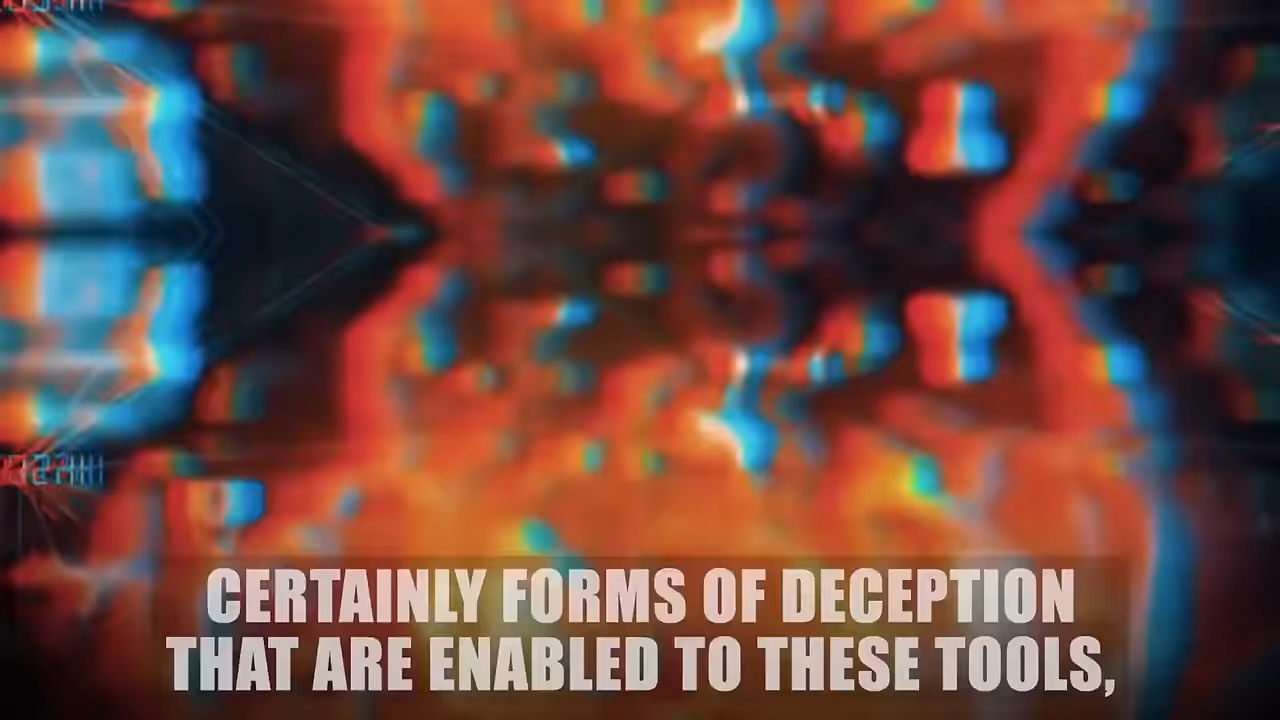 CERTAINLY FORMS OF DECEPTION
THAT ARE ENABLED TO THESE TOOLS,